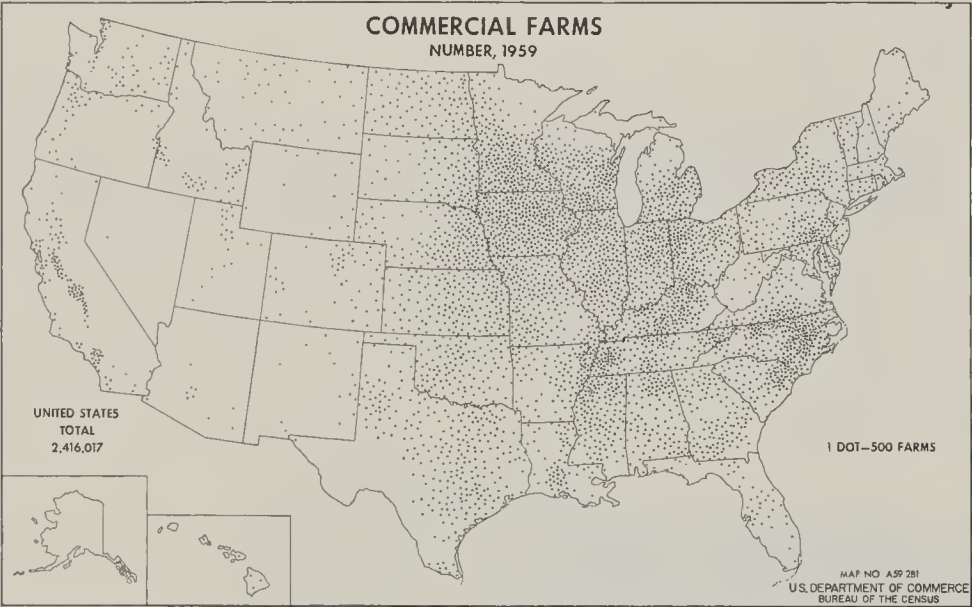 COMMERCIAL FARMS
NUMBER, 1959
UNITED STATES
TOTAL
2,416,017
1 DOT—500 FARMS
MAP NO A59 281
U.S. DEPARTMENT OF COMMERCE
BUREAU OF THE CENSUS